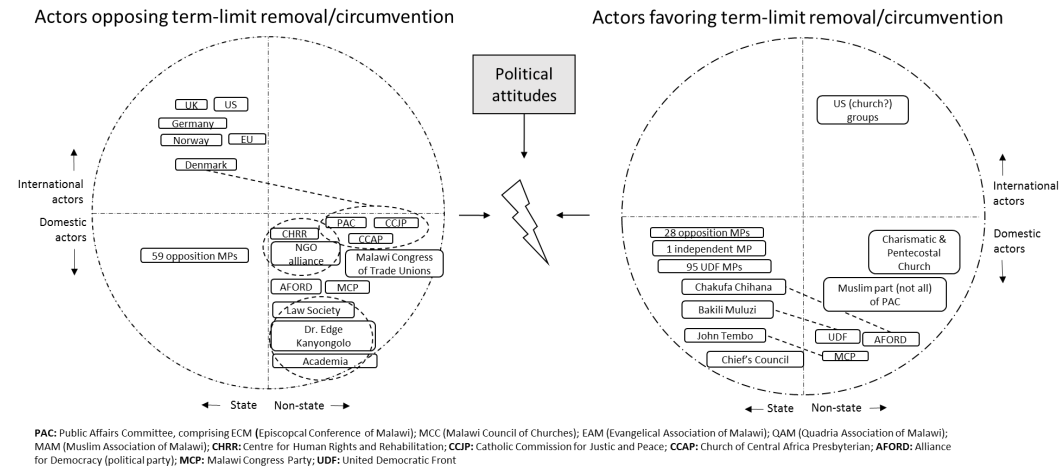 Actors opposing term-limit removal/circumvention
Actors favoring term-limit removal/circumvention
Political
attitudes
UK
US
Germany
Norway
EU
Denmark
International
actors
Domestic
actors
PAC
CCJP
CCAP
CHRR
NGO
alliance
Malawi Congress
of Trade Unions
59 opposition MPs
AFORD
MCP
Law Society
Dr. Edge
Kanyongolo
Academia
State
Non-state
US (church?)
groups
International
actors
Domestic
actors
28 opposition MPs
1 independent MP
95 UDF MPs
Chakufa Chihana
Bakili Muluzi
John Tembo
Chief's Council
Charismatic &
Pentecostal
Church
Muslim part (not all)
of PAC
UDF
AFORD
MCP
State
Non-state
PAC: Public Affairs Committee, comprising ECM (Episcopcal Conference of Malawi); MCC (Malawi Council of Churches); EAM (Evangelical Association of Malawi); QAM (Quadria Association of Malawi);
MAM (Muslim Association of Malawi); CHRR: Centre for Human Rights and Rehabilitation; CCJP: Catholic Commission for Justic and Peace; CCAP: Church of Central Africa Presbyterian; AFORD: Alliance
for Democracy (political party); MCP: Malawi Congress Party; UDF: United Democratic Front